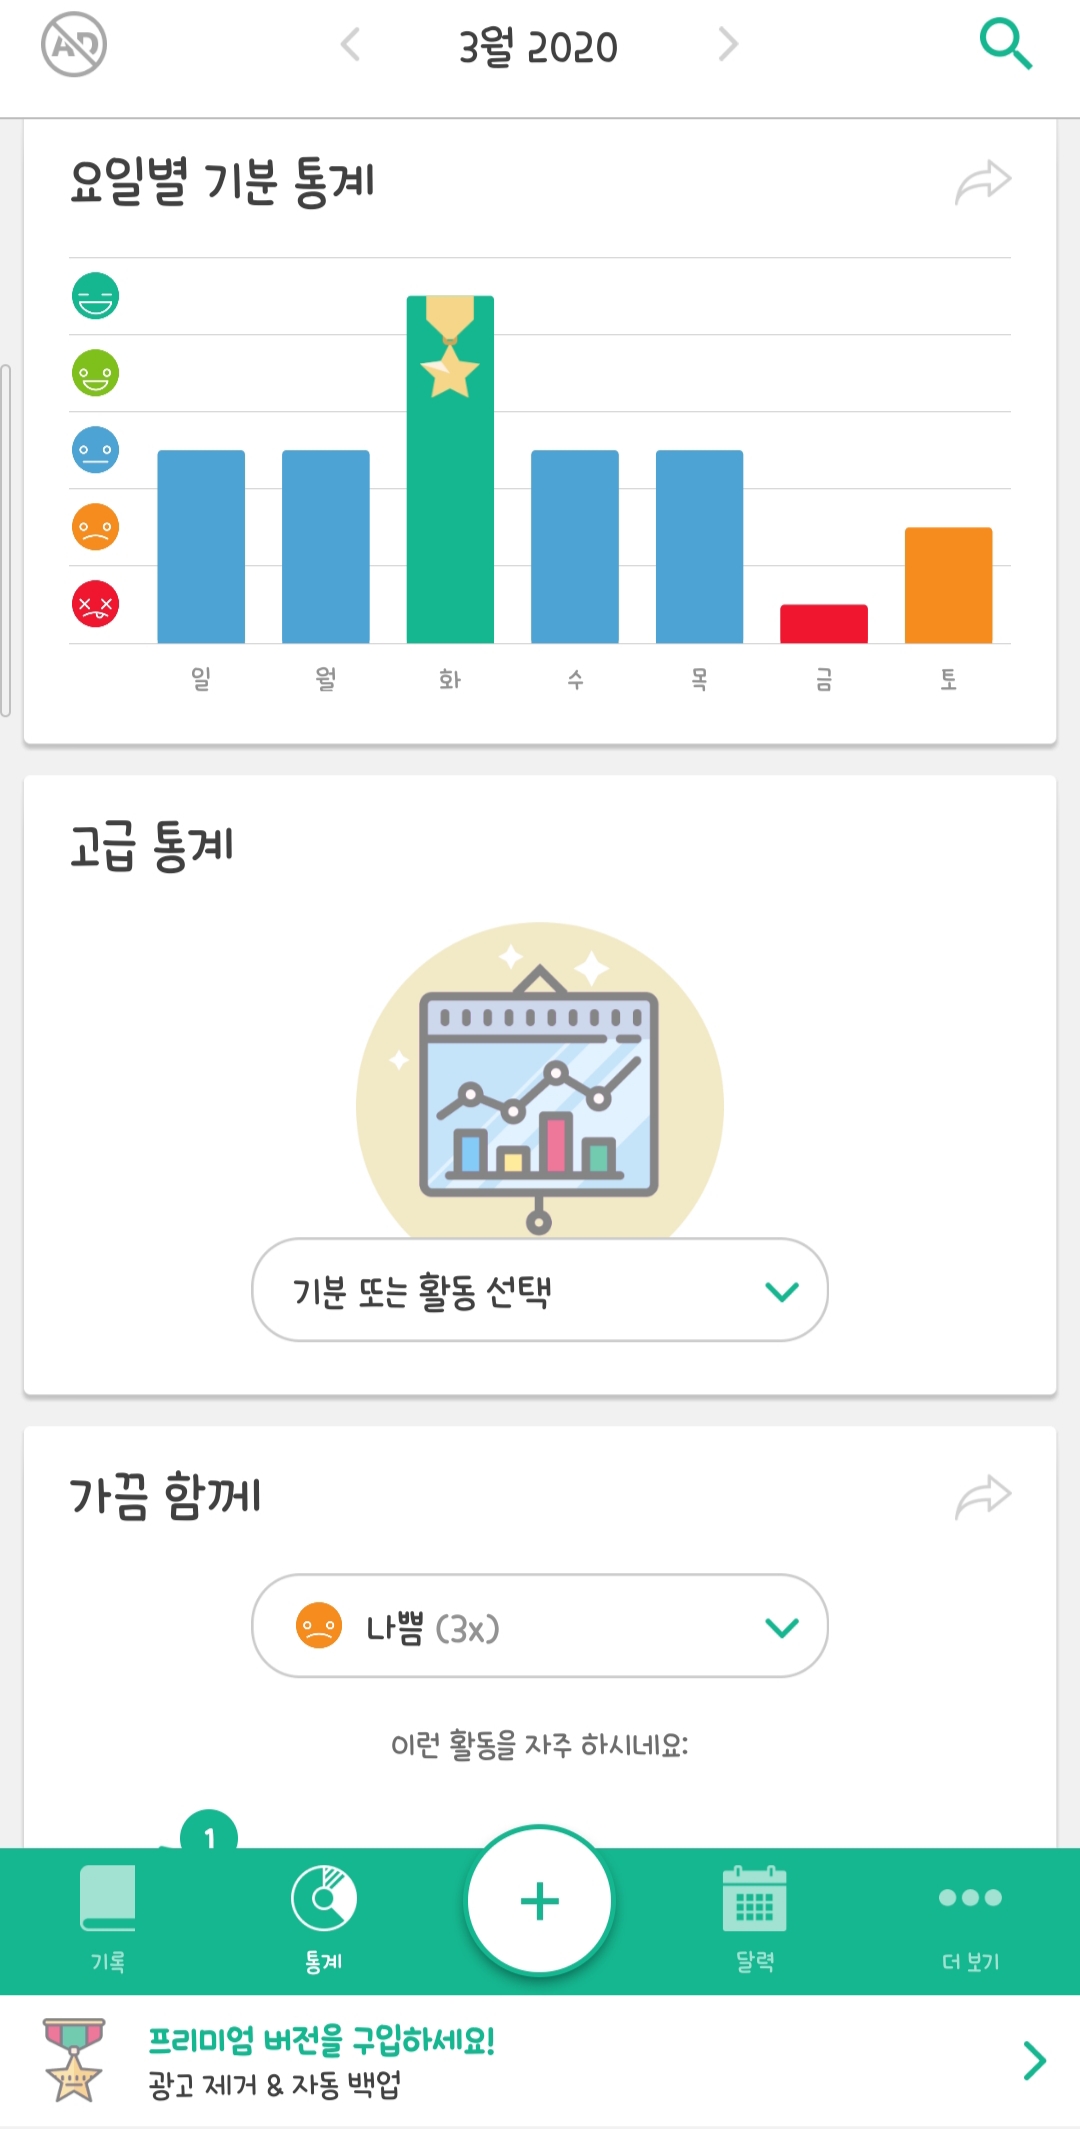 AD
3월 2020
요일별 기분 통계
일 월 화 수 목 금 토
고급 통계
기분 또는 활동 선택
가끔 함께
나쁨 (3x)
이런 활동을 자주 하시네요:
1
기록 통계 + 달력 더 보기
프리미엄 버전을 구입하세요!
광고 제거 & 자동 백업